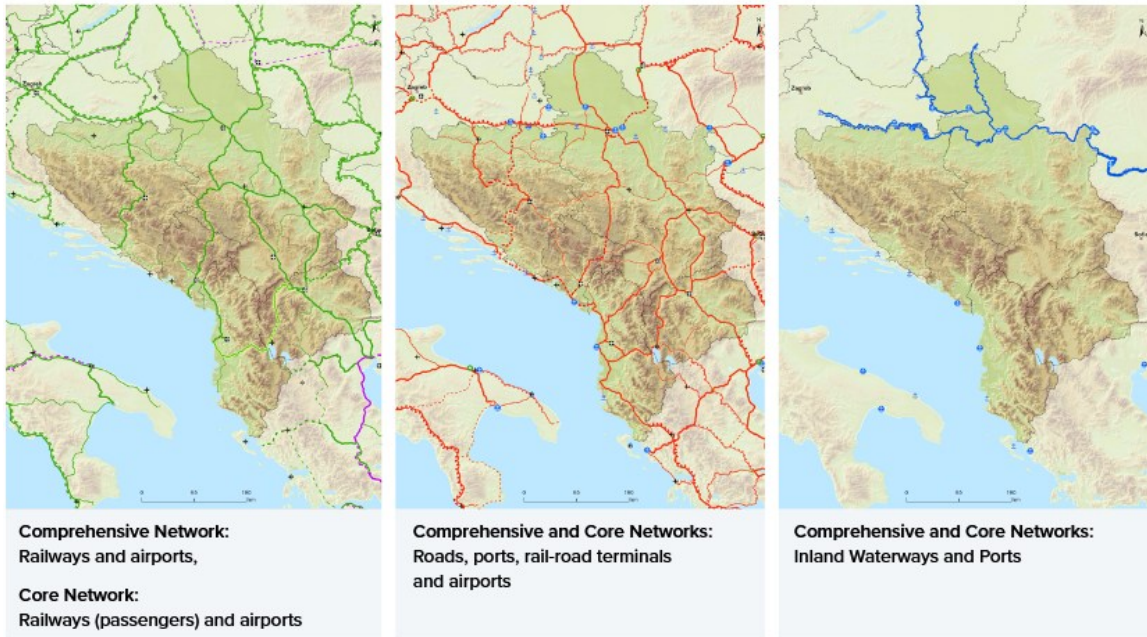 Zagreb
Zagreb
Zagreb
Comprehensive Network:
Railways and airports,
Core Network:
Railways (passengers) and airports
Comprehensive and Core Networks:
Roads, ports, rail-road terminals
and airports
Comprehensive and Core Networks:
Inland Waterways and Ports